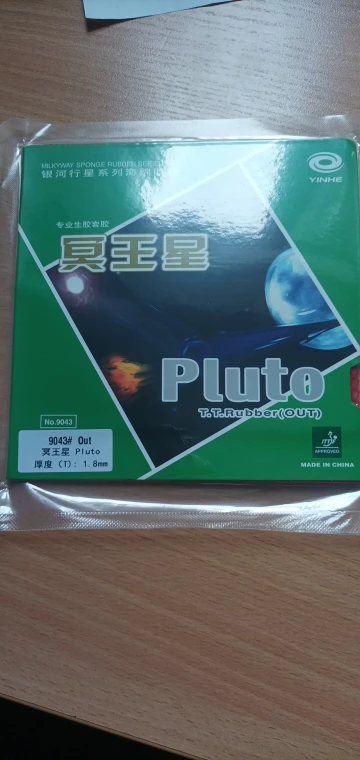 MILKYWAY SPONGE RUBBER SERIES
银河行星系列海绵
YINHE
专业生胶套胶
冥王星
Pluto
T.T.Rubber(OUT)
No.9043
9043# Out
冥王星 Pluto
厚度 (T): 1.8mm
ITTF
APPROVED
MADE IN CHINA